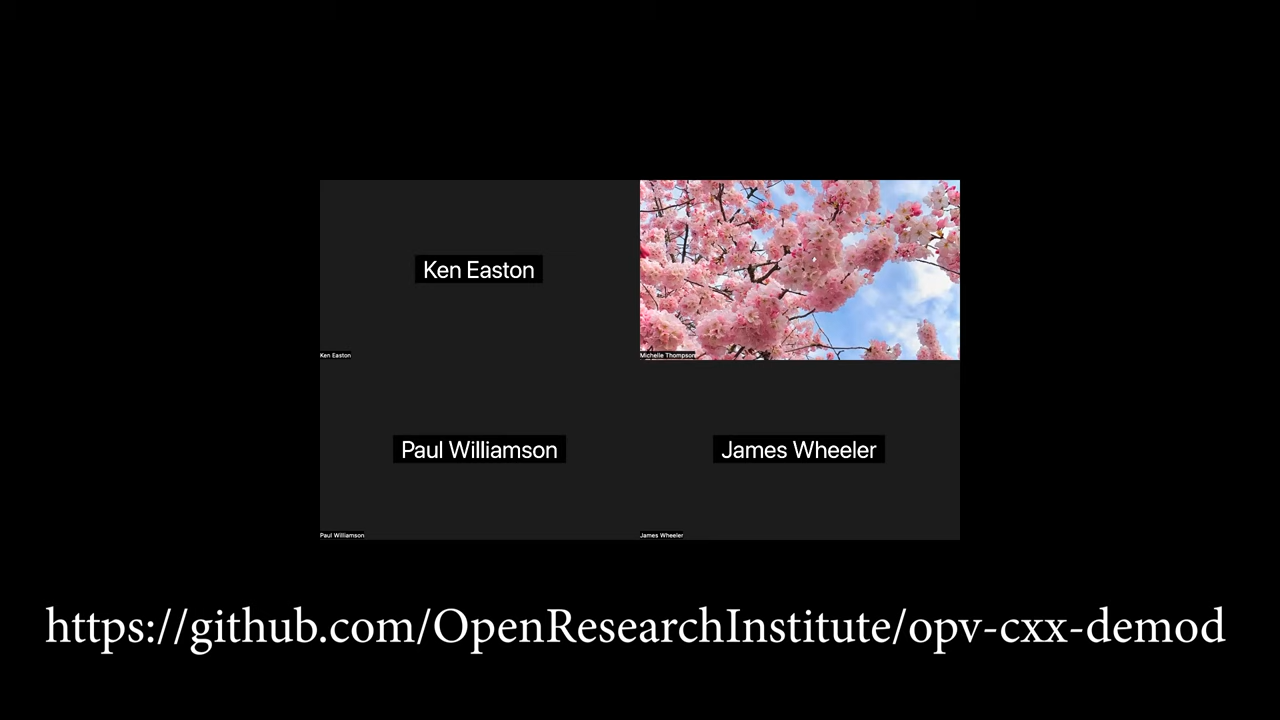 Ken Easton
Ken Easton
Michelle Thompson
Paul Williamson
James Wheeler
Paul Williamson
James Wheeler
https://github.com/OpenResearchInstitute/opv-cxx-demod